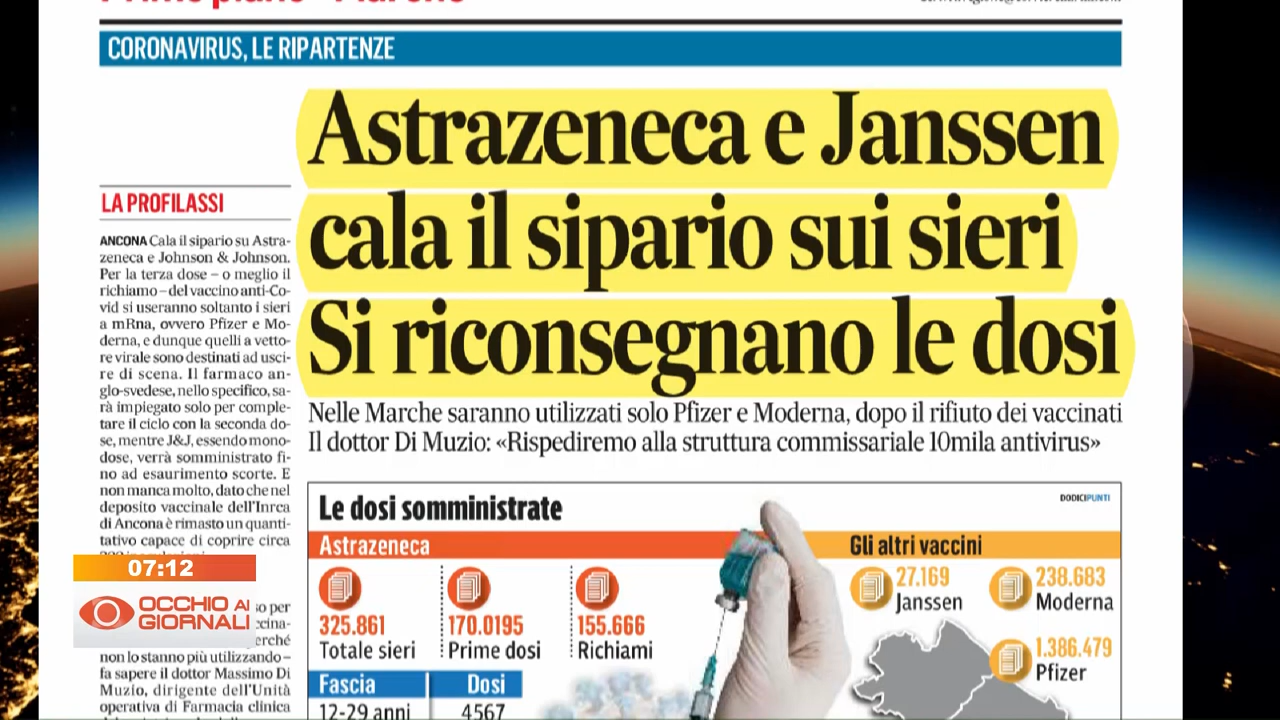 CORONAVIRUS, LE RIPARTENZE
Astrazeneca e Janssen
cala il sipario sui sieri
Si riconsegnano le dosi
Nelle Marche saranno utilizzati solo Pfizer e Moderna, dopo il rifiuto dei vaccinati
Il dottor Di Muzio: «Rispediremo alla struttura commissariale 10mila antivirus»
LA PROFILASSI
ANCONA Cala il sipario su Astra-
zeneca e Johnson & Johnson.
Per la terza dose – o meglio il
richiamo – del vaccino anti-Co-
vid si useranno soltanto i sieri
a mRna, ovvero Pfizer e Mo-
derna, e dunque quelli a vetto-
re virale sono destinati ad usci-
re di scena. Il farmaco an-
glo-svedese, nello specifico, sa-
rà impiegato solo per comple-
tare il ciclo con la seconda do-
se, mentre J&J, essendo mono-
dose, verrà somministrato fi-
no ad esaurimento scorte. E
non manca molto, dato che nel
deposito vaccinale dell'Inrca
di Ancona è rimasto un quanti-
tativo capace di coprire circa
so per
ccina-
erché
non lo stanno più utilizzando –
fa sapere il dottor Massimo Di
Muzio, dirigente dell'Unità
operativa di Farmacia clinica
07:12
OCCHIO AI
GIORNALI
Le dosi somministrate
DODICIPUNTI
Astrazeneca
325.861
Totale sieri
170.0195
Prime dosi
155.666
Richiami
Gli altri vaccini
27.169
Janssen
238.683
Moderna
1.386.479
Pfizer
Fascia Dosi
12-29 anni 4567